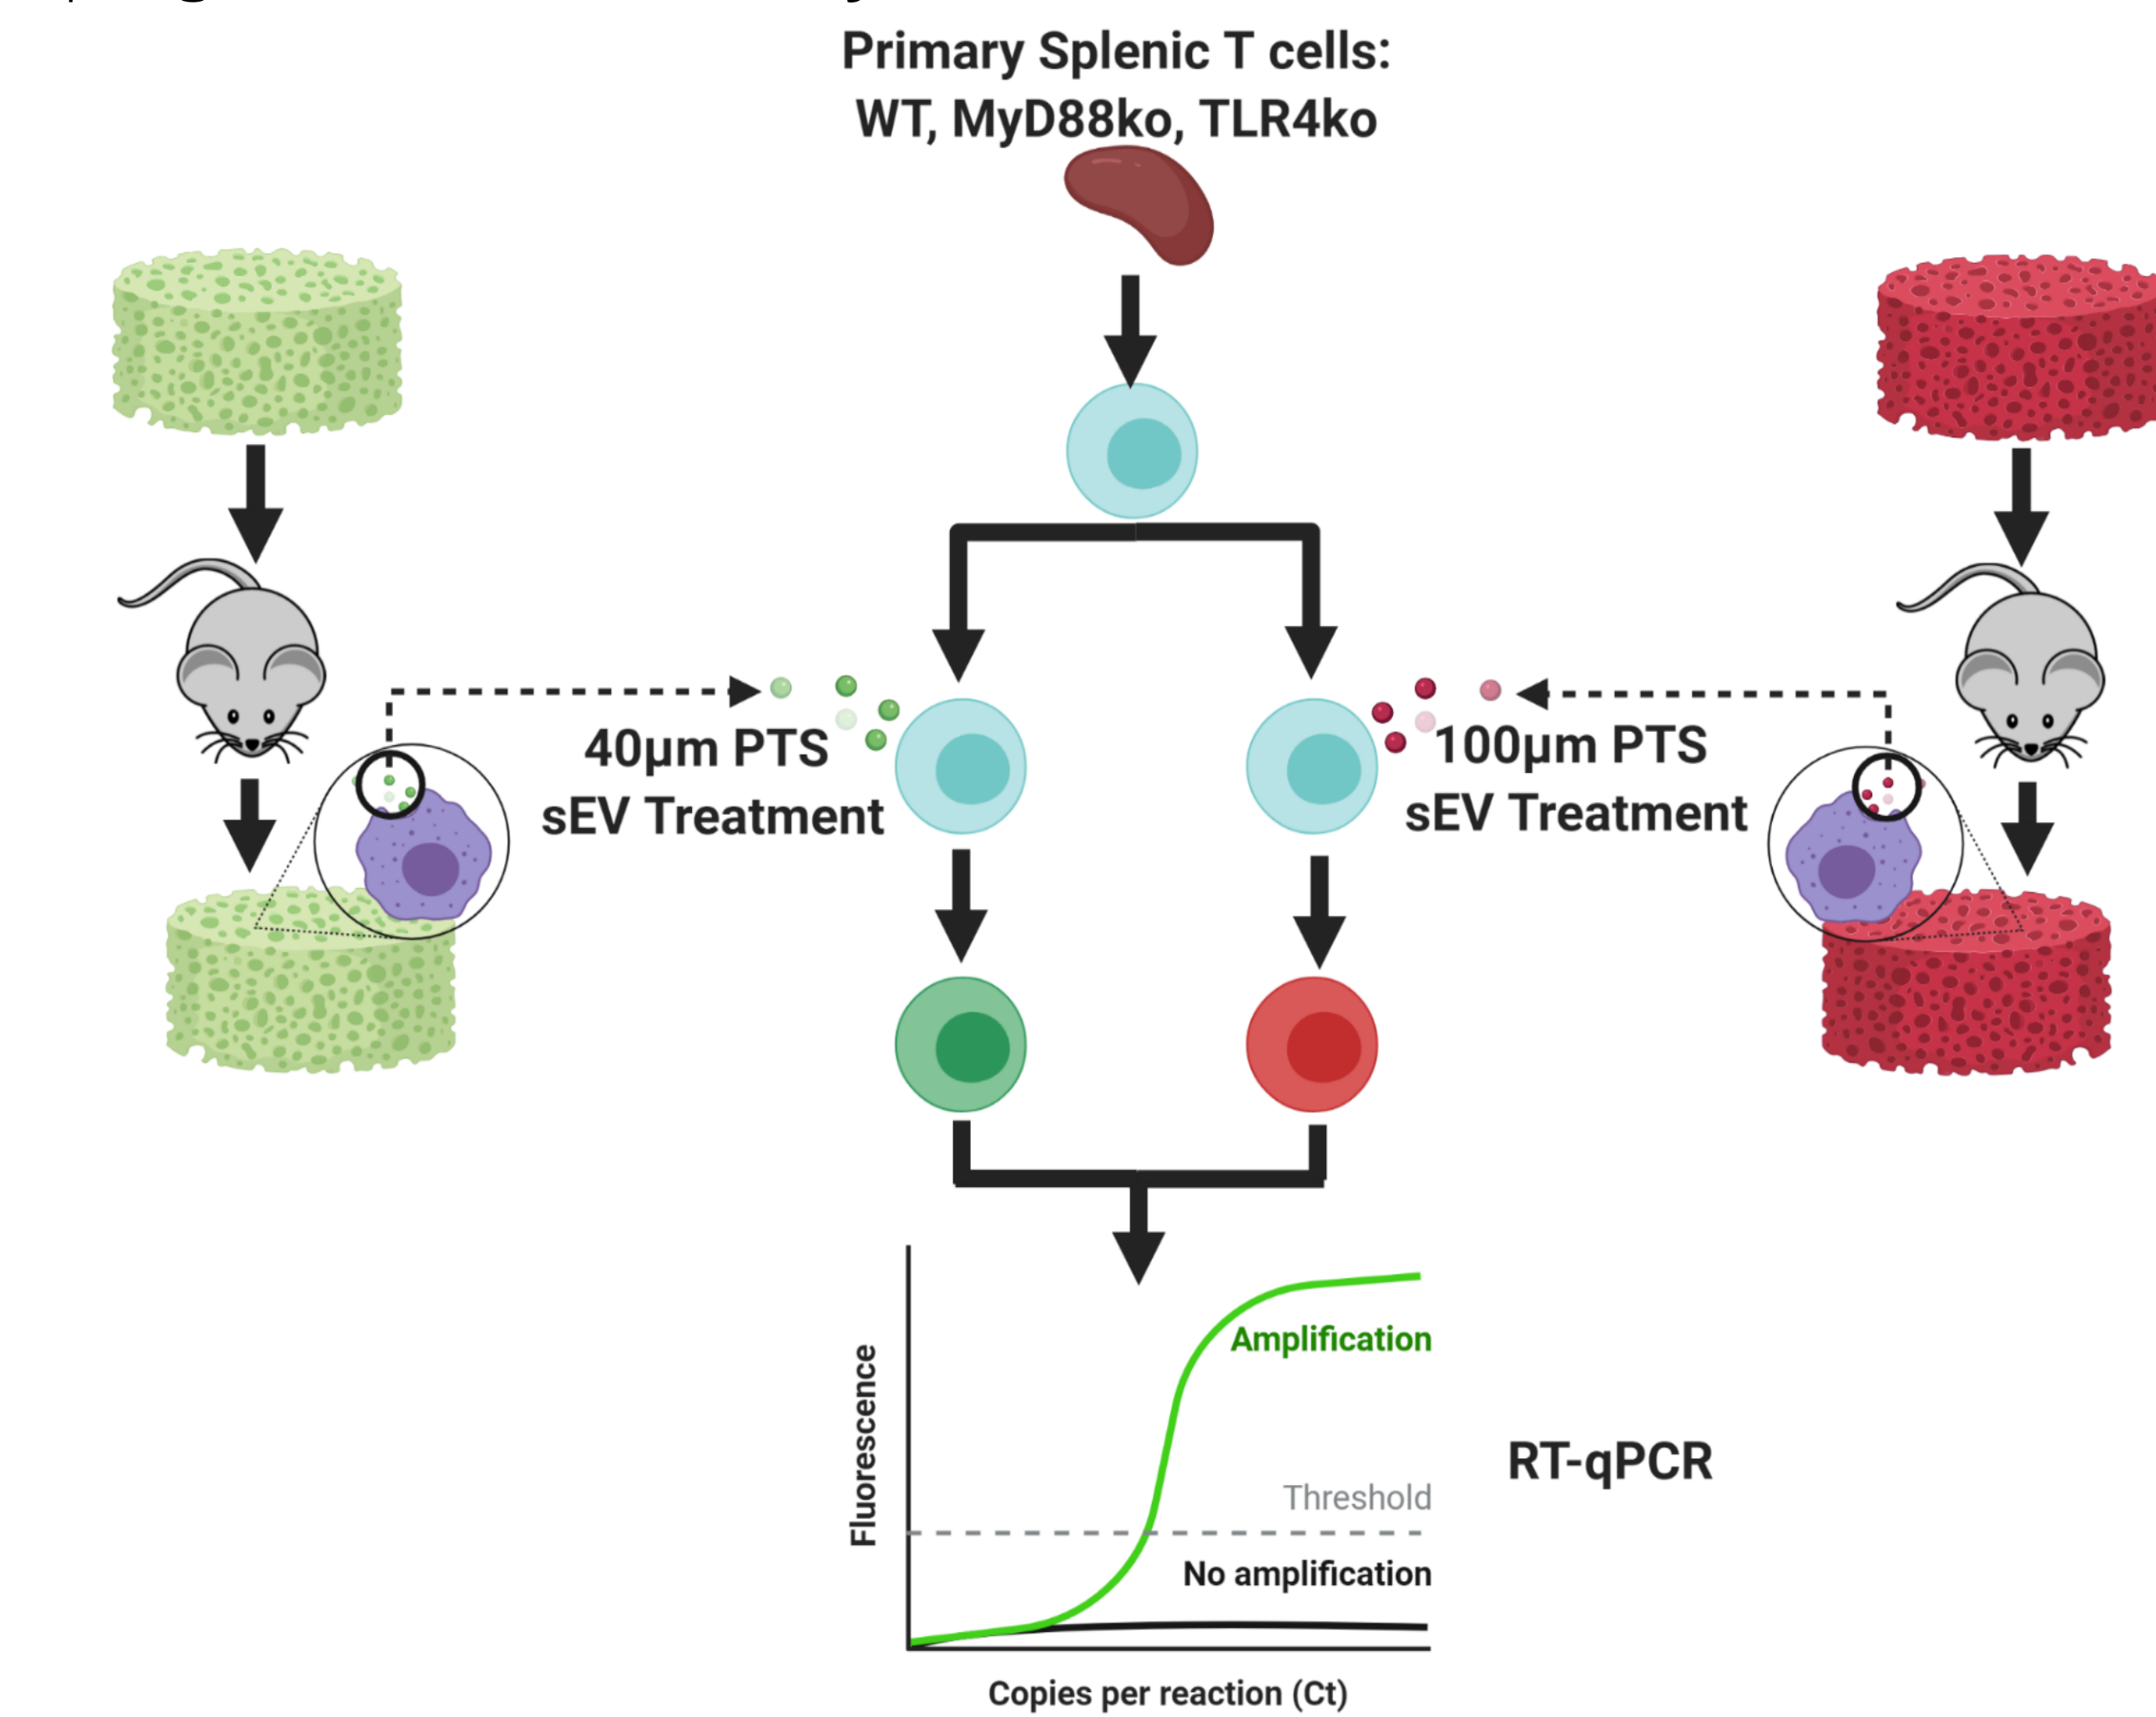 Primary Splenic T cells:
WT, MyD88ko, TLR4ko
40µm PTS
sEV Treatment
100µm PTS
sEV Treatment
Fluorescence
Amplification
Threshold
No amplification
RT-qPCR
Copies per reaction (Ct)